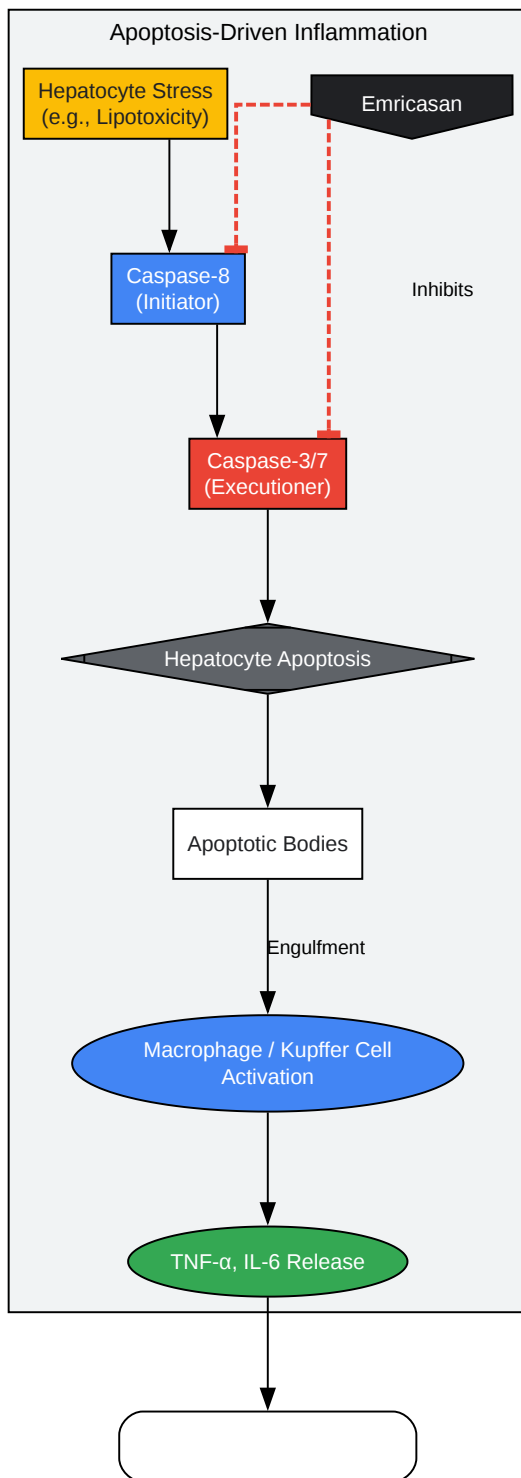 Apoptosis-Driven Inflammation
Hepatocyte Stress
(e.g., Lipotoxicity)
Emricasan
Caspase-8
(Initiator)
Inhibits
Caspase-3/7
(Executioner)
Hepatocyte Apoptosis
Apoptotic Bodies
Engulfment
Macrophage / Kupffer Cell
Activation
TNF-α, IL-6 Release